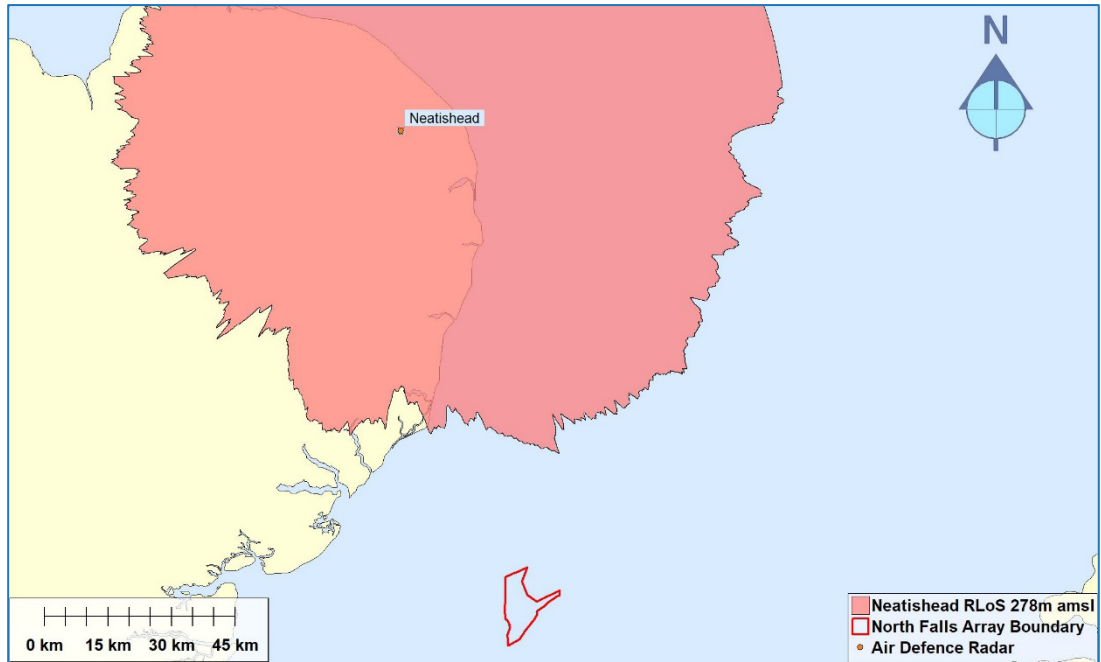 N
Neatishead
0 km 15 km 30 km 45 km
Neatishead RLoS 278m amsl
North Falls Array Boundary
Air Defence Radar